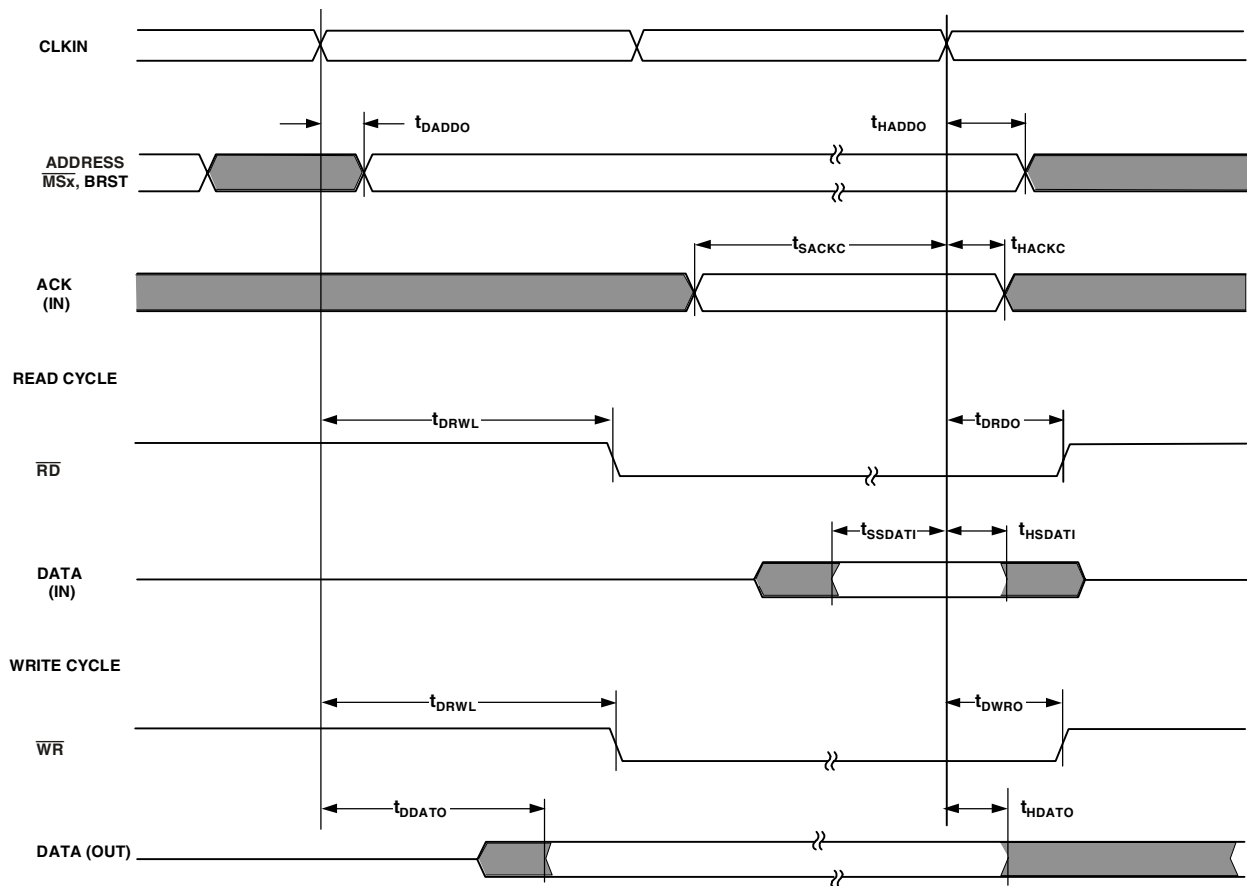 CLKIN
tDADDO
tHADDO
ADDRESS
MSx, BRST
tSACKC
tHACKC
ACK
(IN)
READ CYCLE
tDRWL
tDRDO
RD
tSSDATI
tHSDATI
DATA
(IN)
WRITE CYCLE
tDRWL
tDWRO
WR
tDDATO
tHDATO
DATA (OUT)